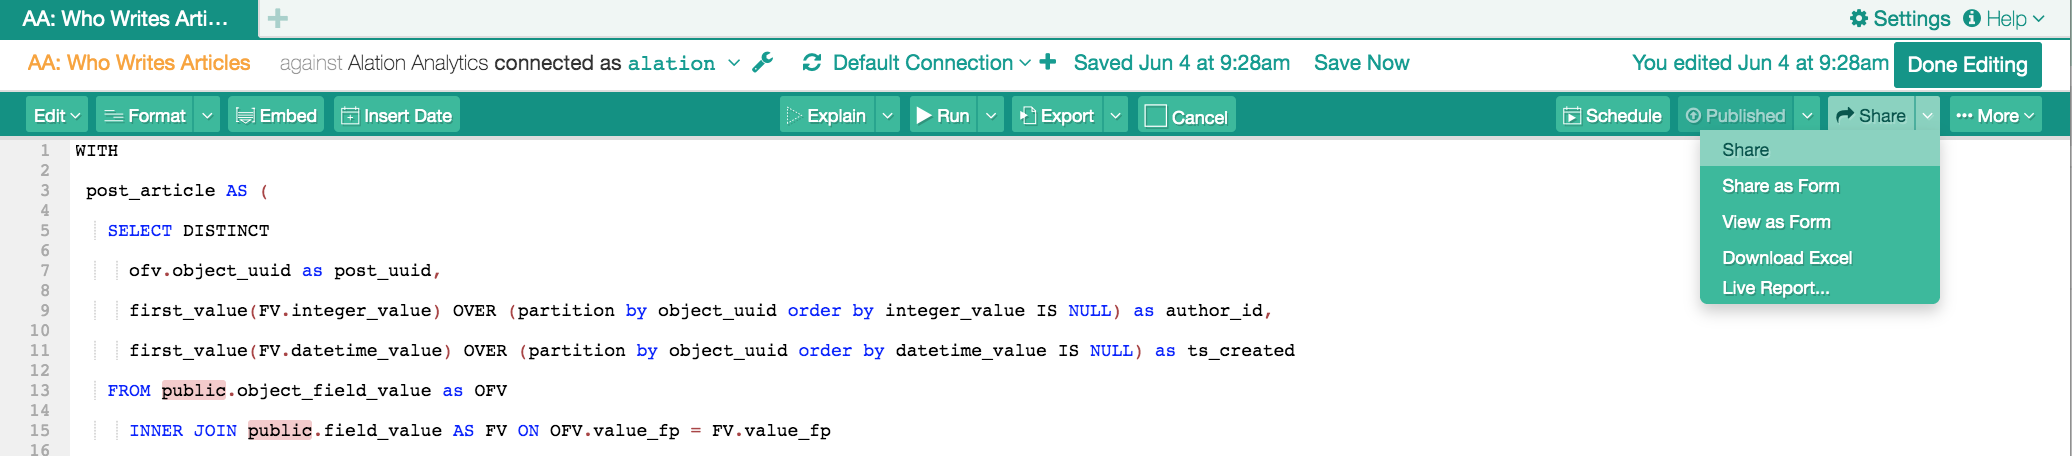 AA: Who Writes Arti...
Settings Help
AA: Who Writes Articles against Alation Analytics connected as alation Default Connection Saved Jun 4 at 9:28am Save Now You edited Jun 4 at 9:28am Done Editing
Edit Format Embed Insert Date Explain Run Export Cancel Schedule Published Share More
Share
Share as Form
View as Form
Download Excel
Live Report...
1 WITH
2
3 post_article AS (
4
5 SELECT DISTINCT
6
7 ofv.object_uuid as post_uuid,
8
9 first_value(FV.integer_value) OVER (partition by object_uuid order by integer_value IS NULL) as author_id,
10
11 first_value(FV.datetime_value) OVER (partition by object_uuid order by datetime_value IS NULL) as ts_created
12
13 FROM public.object_field_value as OFV
14
15 INNER JOIN public.field_value AS FV ON OFV.value_fp = FV.value_fp
16